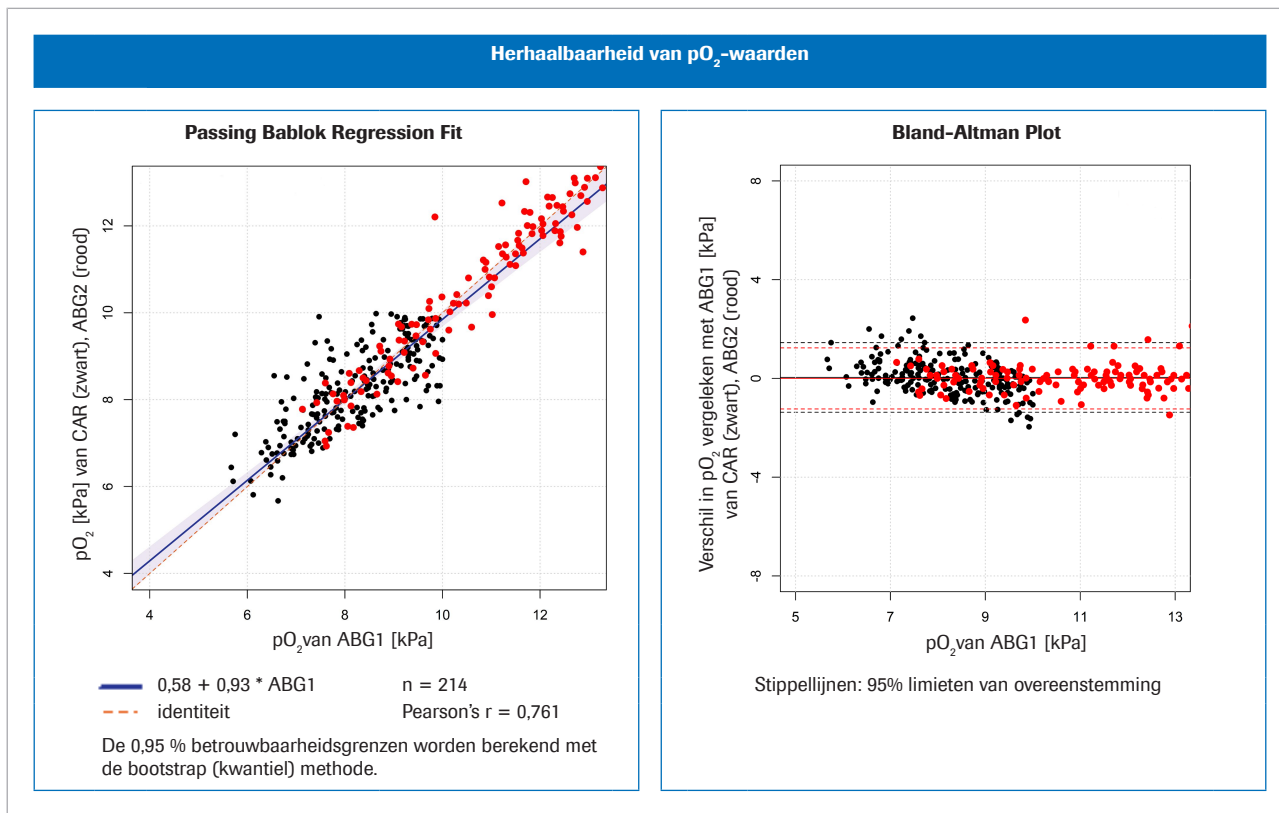 Herhaalbaarheid van pO₂-waarden
Passing Bablok Regression Fit
pO₂ [kPa] van CAR (zwart), ABG2 (rood)
12
10
8
6
4
4 6 8 10 12
pO₂van ABG1 [kPa]
0,58 + 0,93 * ABG1
n = 214
identiteit
Pearson's r = 0,761
De 0,95 % betrouwbaarheidsgrenzen worden berekend met
de bootstrap (kwantiel) methode.
Bland-Altman Plot
Verschil in pO₂ vergeleken met ABG1 [kPa]
van CAR (zwart), ABG2 (rood)
8
4
0
-4
-8
5 7 9 11 13
pO₂van ABG1 [kPa]
Stippellijnen: 95% limieten van overeenstemming